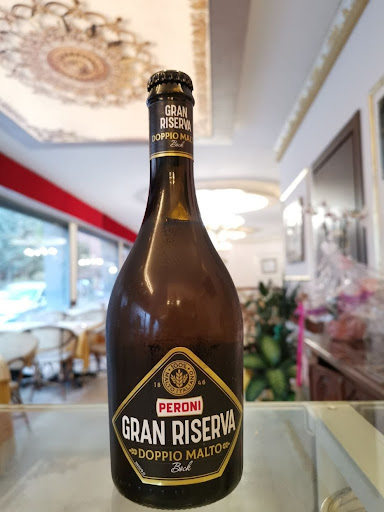 GRAN
RISERVA
DOPPIO MALTO
Bock
18 46
PERONI
GRAN RISERVA
DOPPIO MALTO
Bock